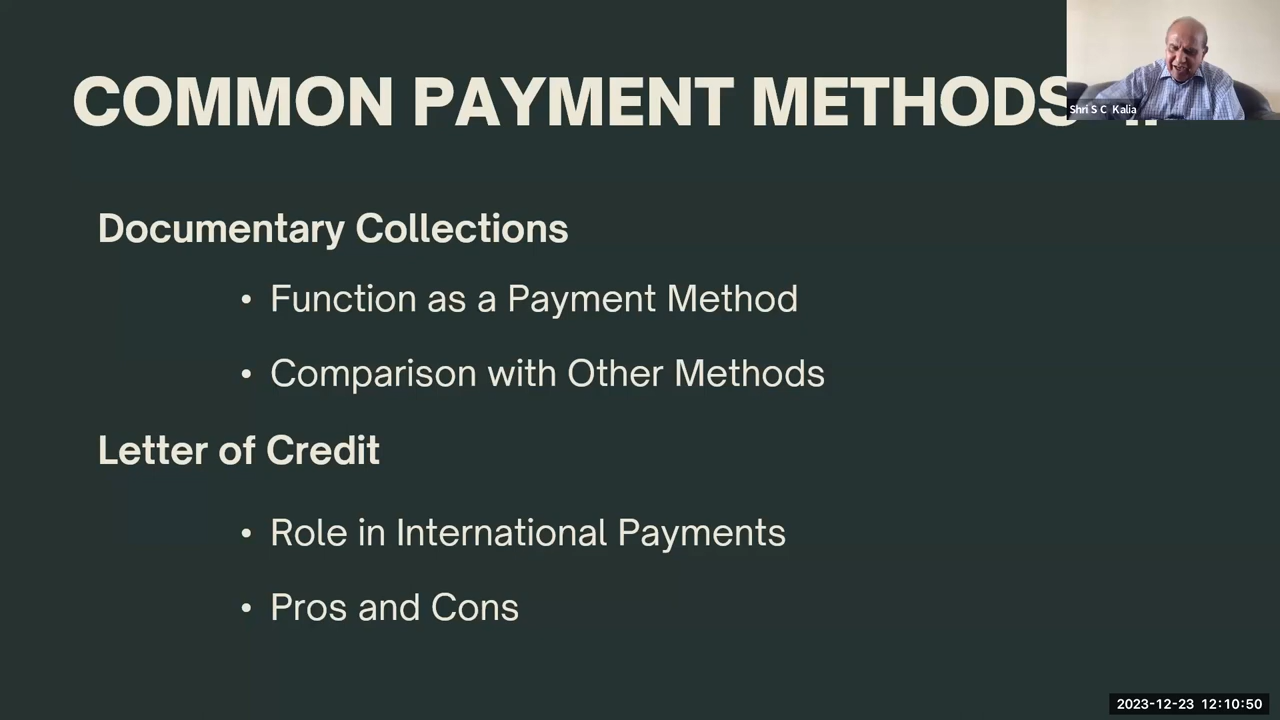 COMMON PAYMENT METHODS
Shri S C Kalia
Documentary Collections
• Function as a Payment Method
• Comparison with Other Methods
Letter of Credit
• Role in International Payments
• Pros and Cons
2023-12-23 12:10:50